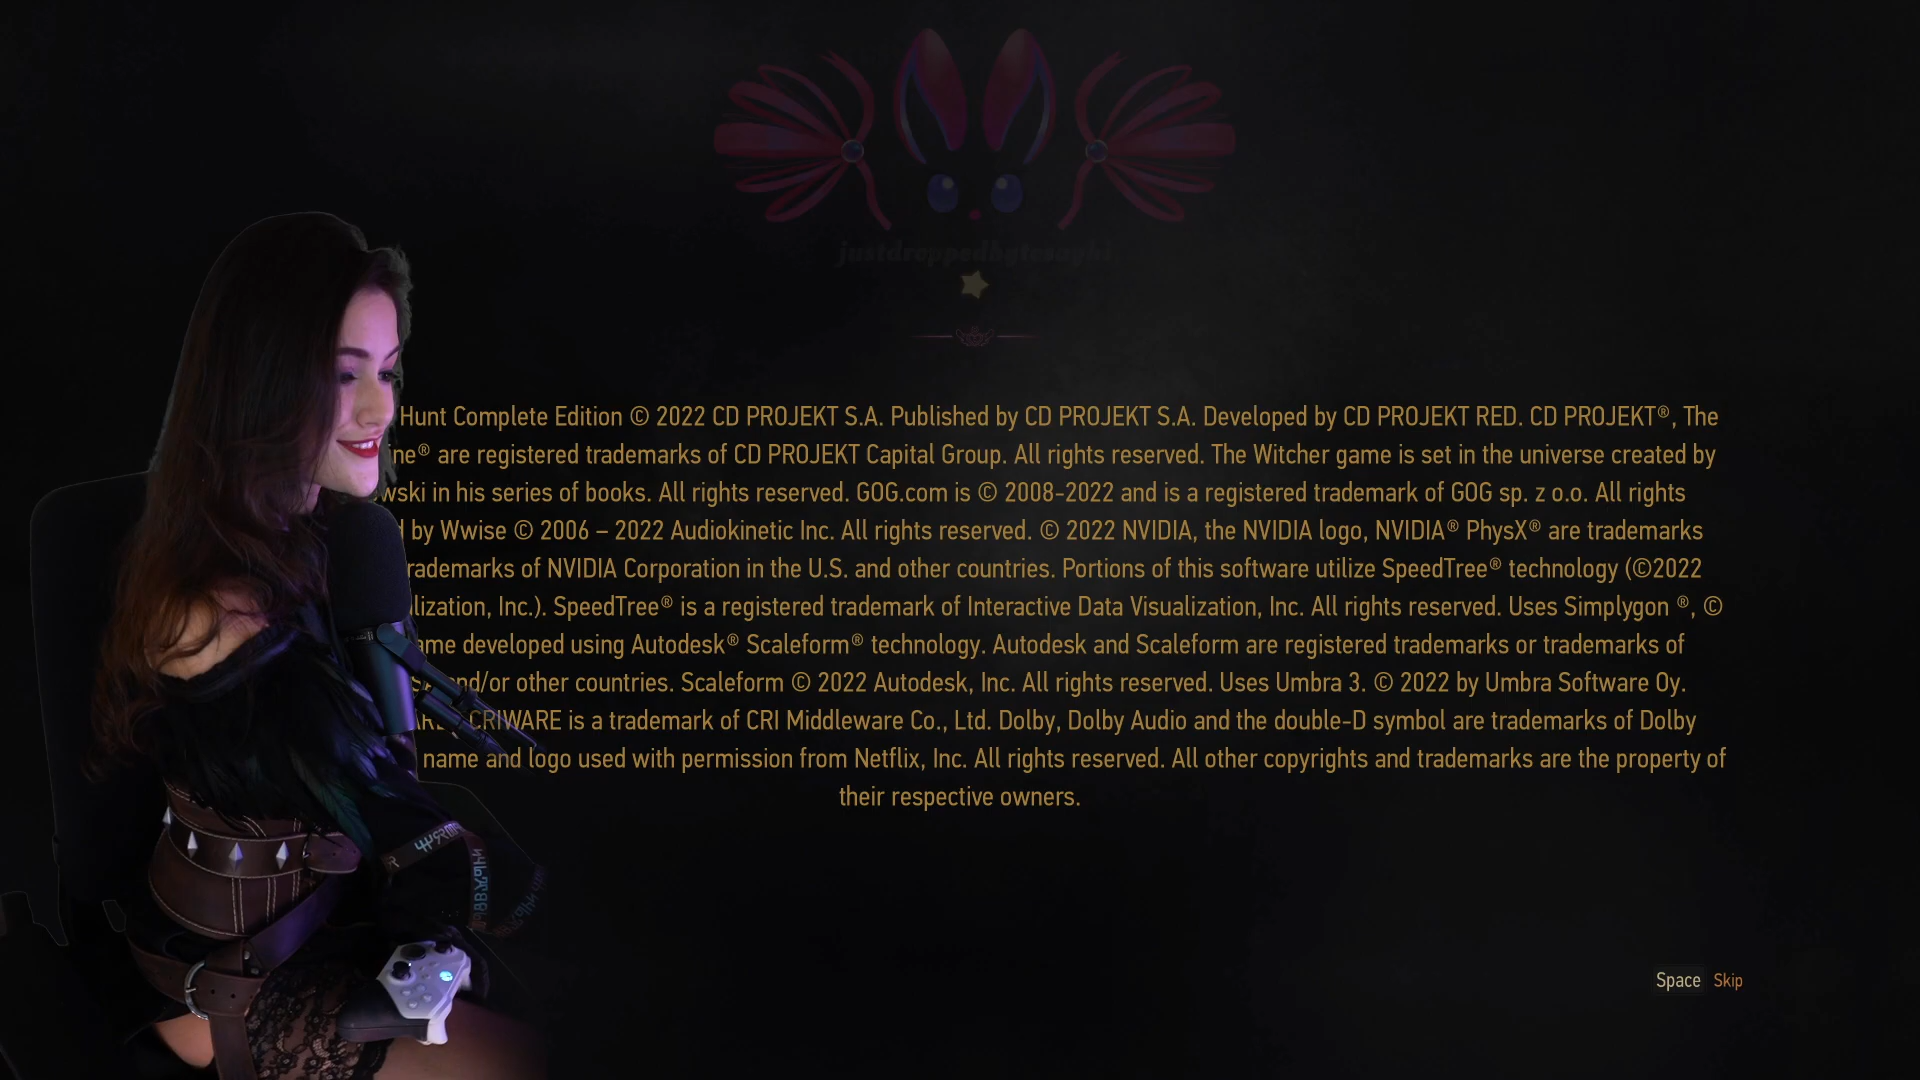 justdroppedbytosayhi
Hunt Complete Edition © 2022 CD PROJEKT S.A. Published by CD PROJEKT S.A. Developed by CD PROJEKT RED. CD PROJEKT®, The
ine® are registered trademarks of CD PROJEKT Capital Group. All rights reserved. The Witcher game is set in the universe created by
wski in his series of books. All rights reserved. GOG.com is © 2008-2022 and is a registered trademark of GOG sp. z o.o. All rights
d by Wwise © 2006 – 2022 Audiokinetic Inc. All rights reserved. © 2022 NVIDIA, the NVIDIA logo, NVIDIA® PhysX® are trademarks
rademarks of NVIDIA Corporation in the U.S. and other countries. Portions of this software utilize SpeedTree® technology (©2022
lization, Inc.). SpeedTree® is a registered trademark of Interactive Data Visualization, Inc. All rights reserved. Uses Simplygon ®, ©
ame developed using Autodesk® Scaleform® technology. Autodesk and Scaleform are registered trademarks or trademarks of
and/or other countries. Scaleform © 2022 Autodesk, Inc. All rights reserved. Uses Umbra 3. © 2022 by Umbra Software Oy.
CRIWARE is a trademark of CRI Middleware Co., Ltd. Dolby, Dolby Audio and the double-D symbol are trademarks of Dolby
name and logo used with permission from Netflix, Inc. All rights reserved. All other copyrights and trademarks are the property of
their respective owners.
Space Skip